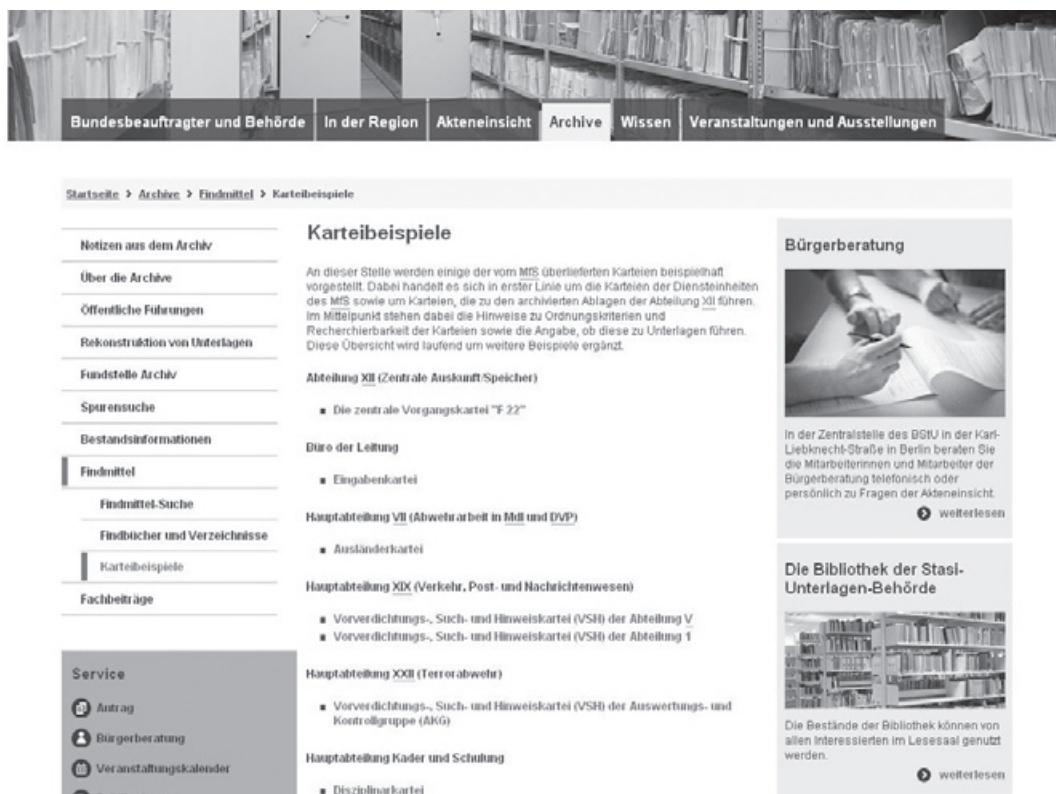 Bundesbeauftragter und Behörde In der Region Akteneinsicht Archive Wissen Veranstaltungen und Ausstellungen
Startseite > Archive > Findmittel > Karteibeispiele
Notizen aus dem Archiv
Über die Archive
Öffentliche Führungen
Rekonstruktion von Unterlagen
Fundstelle Archiv
Spurensuche
Bestandsinformationen
Findmittel
Findmittel-Suche
Findbücher und Verzeichnisse
Karteibeispiele
Fachbeiträge
Service
Antrag
Bürgerberatung
Veranstaltungskalender
Karteibeispiele
An dieser Stelle werden einige der vom MfS überlieferten Karteien beispielhaft
vorgestellt. Dabei handelt es sich in erster Linie um die Karteien der Diensteinheiten
des MfS sowie um Karteien, die zu den archivierten Ablagen der Abteilung XII führen.
Im Mittelpunkt stehen dabei die Hinweise zu Ordnungskriterien und
Recherchierbarkeit der Karteien sowie die Angabe, ob diese zu Unterlagen führen.
Diese Übersicht wird laufend um weitere Beispiele ergänzt.
Abteilung XII (Zentrale Auskunft/Speicher)
▪ Die zentrale Vorgangskartei "F 22"
Büro der Leitung
▪ Eingabenkartei
Hauptabteilung VII (Abwehrarbeit in MdI und DVP)
▪ Ausländerkartei
Hauptabteilung XIX (Verkehr, Post- und Nachrichtenwesen)
▪ Vorverdichtungs-, Such- und Hinweiskartei (VSH) der Abteilung V
▪ Vorverdichtungs-, Such- und Hinweiskartei (VSH) der Abteilung 1
Hauptabteilung XXII (Terrorabwehr)
▪ Vorverdichtungs-, Such- und Hinweiskartei (VSH) der Auswertungs- und
Kontrollgruppe (AKG)
Hauptabteilung Kader und Schulung
▪ Disziplinarkartei
Bürgerberatung
In der Zentralstelle des BStU in der Karl-
Liebknecht-Straße in Berlin beraten Sie
die Mitarbeiterinnen und Mitarbeiter der
Bürgerberatung telefonisch oder
persönlich zu Fragen der Akteneinsicht.
weiterlesen
Die Bibliothek der Stasi-
Unterlagen-Behörde
Die Bestände der Bibliothek können von
allen Interessierten im Lesesaal genutzt
werden.
weiterlesen